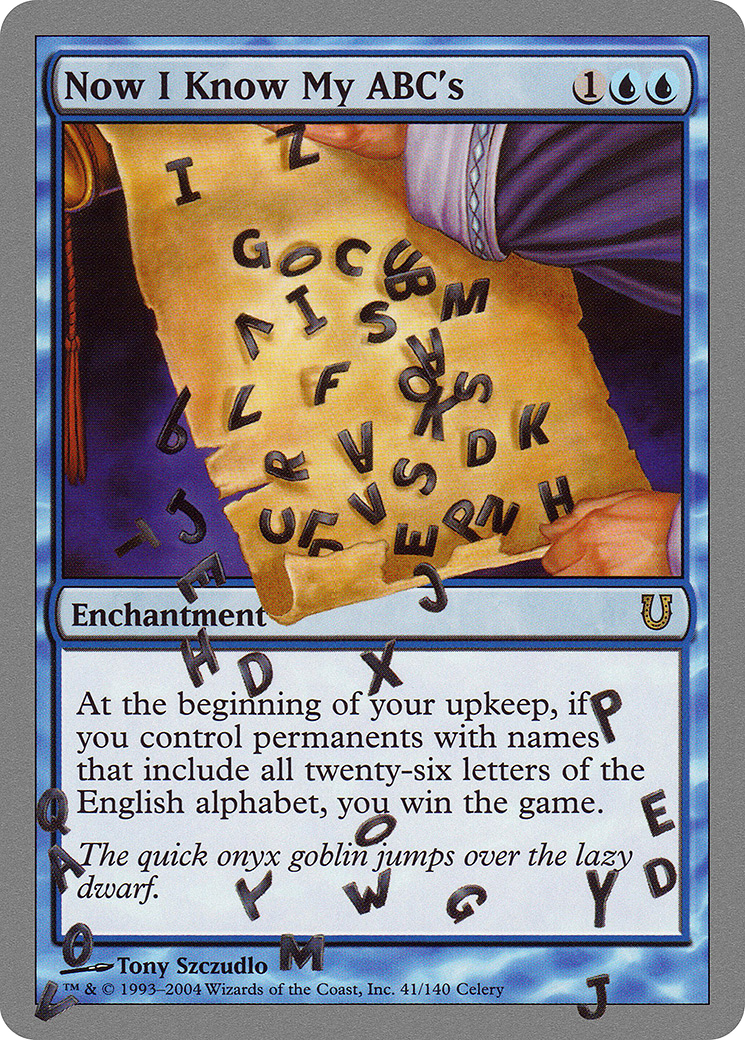 Now I Know My ABC's 1
I Z
G O C U B
V I S M
L F A O K S
6
R V S D K
C L V E P N H
T J
E J
Enchantment
H D X
At the beginning of your upkeep, if P
you control permanents with names
that include all twenty-six letters of the
English alphabet, you win the game.
Q O E
The quick onyx goblin jumps over the lazy
dwarf.
A Y W G Y D
O M
Tony Szczudlo
™ & © 1993–2004 Wizards of the Coast, Inc. 41/140 Celery
V J